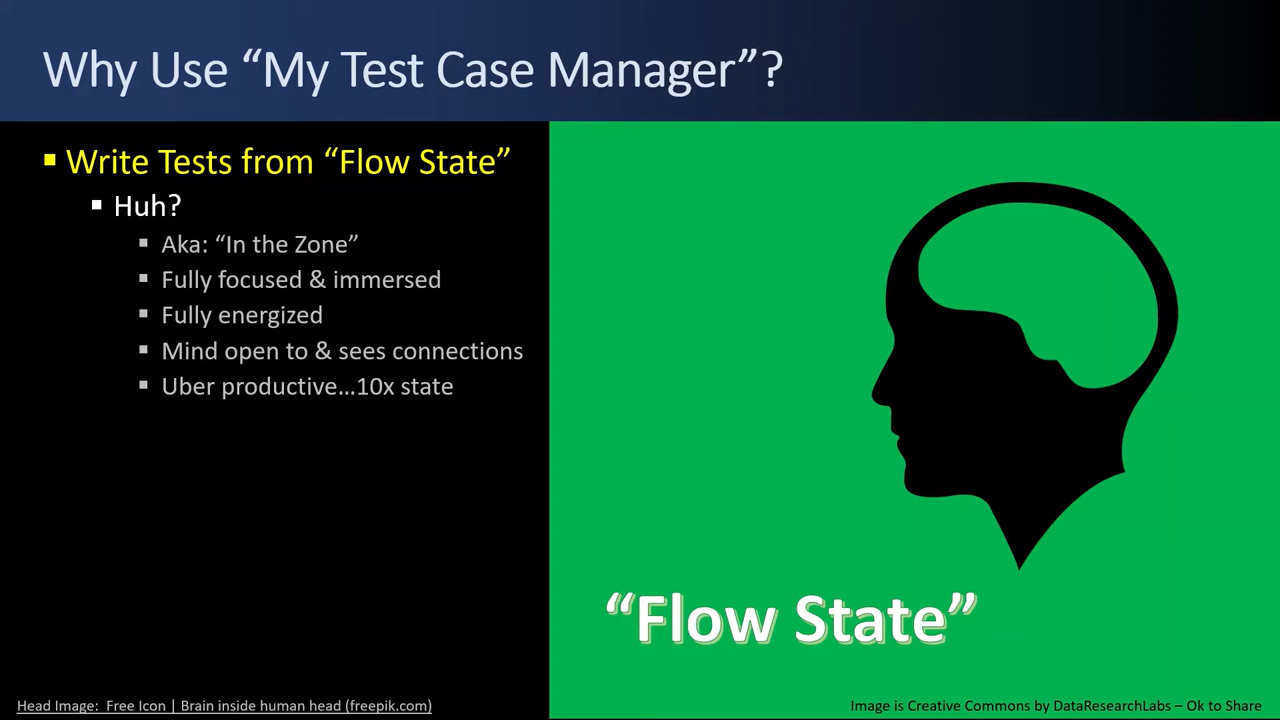 Why Use “My Test Case Manager”?
Write Tests from “Flow State”
Huh?
Aka: “In the Zone”
Fully focused & immersed
Fully energized
Mind open to & sees connections
Uber productive…10x state
“Flow State”
Head Image:  Free Icon | Brain inside human head (freepik.com)
Image is Creative Commons by DataResearchLabs – Ok to Share